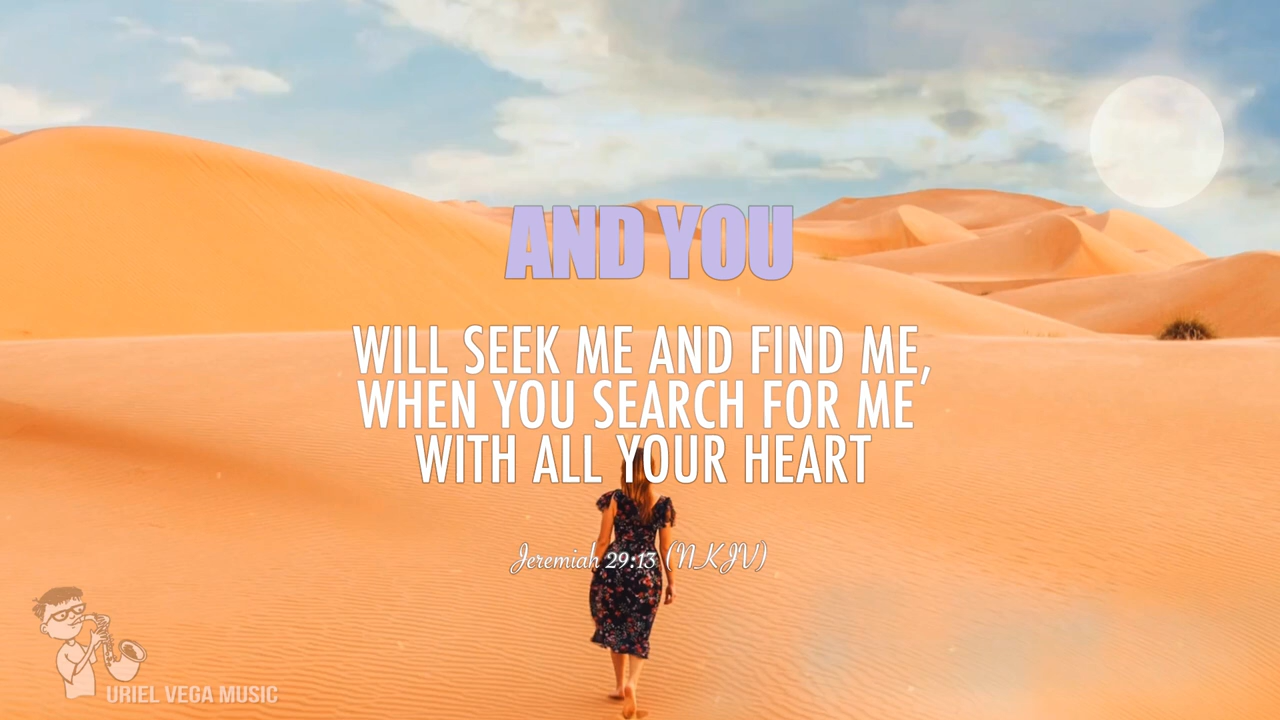 AND YOU
WILL SEEK ME AND FIND ME,
WHEN YOU SEARCH FOR ME
WITH ALL YOUR HEART
Jeremiah 29:13 (NKJV)
URIEL VEGA MUSIC